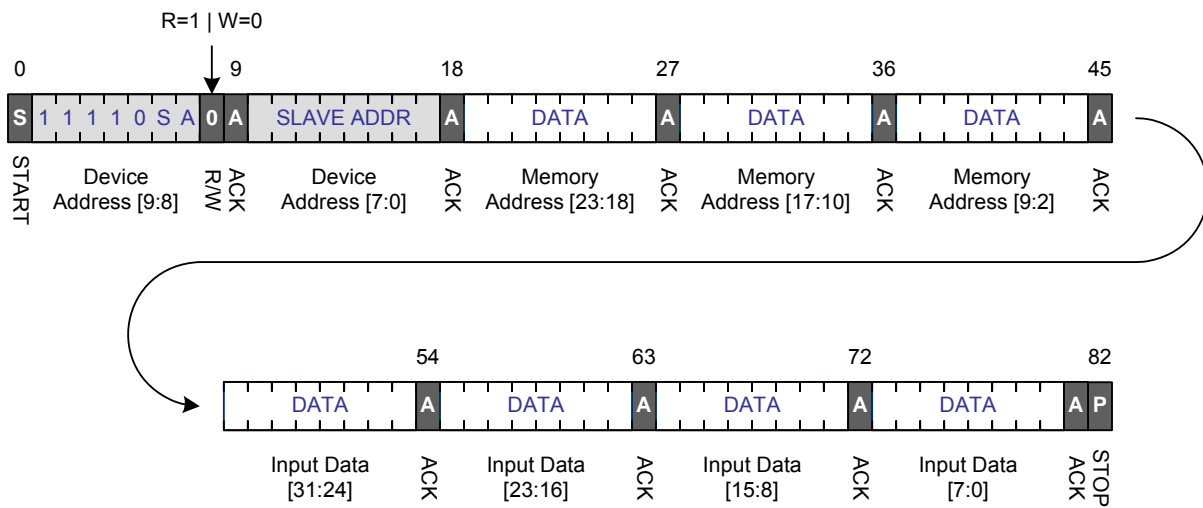 R=1 | W=0
0 9 18 27 36 45
S 1 1 1 1 0 S A 0 A SLAVE ADDR A DATA A DATA A DATA A
START Device Address [9:8] R/W ACK Device Address [7:0] ACK Memory Address [23:18] ACK Memory Address [17:10] ACK Memory Address [9:2] ACK
54 63 72 82
DATA A DATA A DATA A DATA A P
Input Data [31:24] ACK Input Data [23:16] ACK Input Data [15:8] ACK Input Data [7:0] ACK STOP